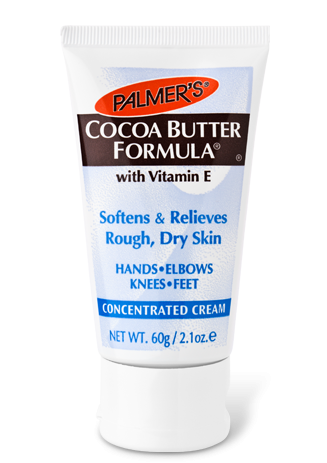 PALMER'S®
COCOA BUTTER
FORMULA®
®
with Vitamin E
Softens & Relieves
Rough, Dry Skin
HANDS•ELBOWS
KNEES•FEET
CONCENTRATED CREAM
NET WT. 60g / 2.1oz.℮